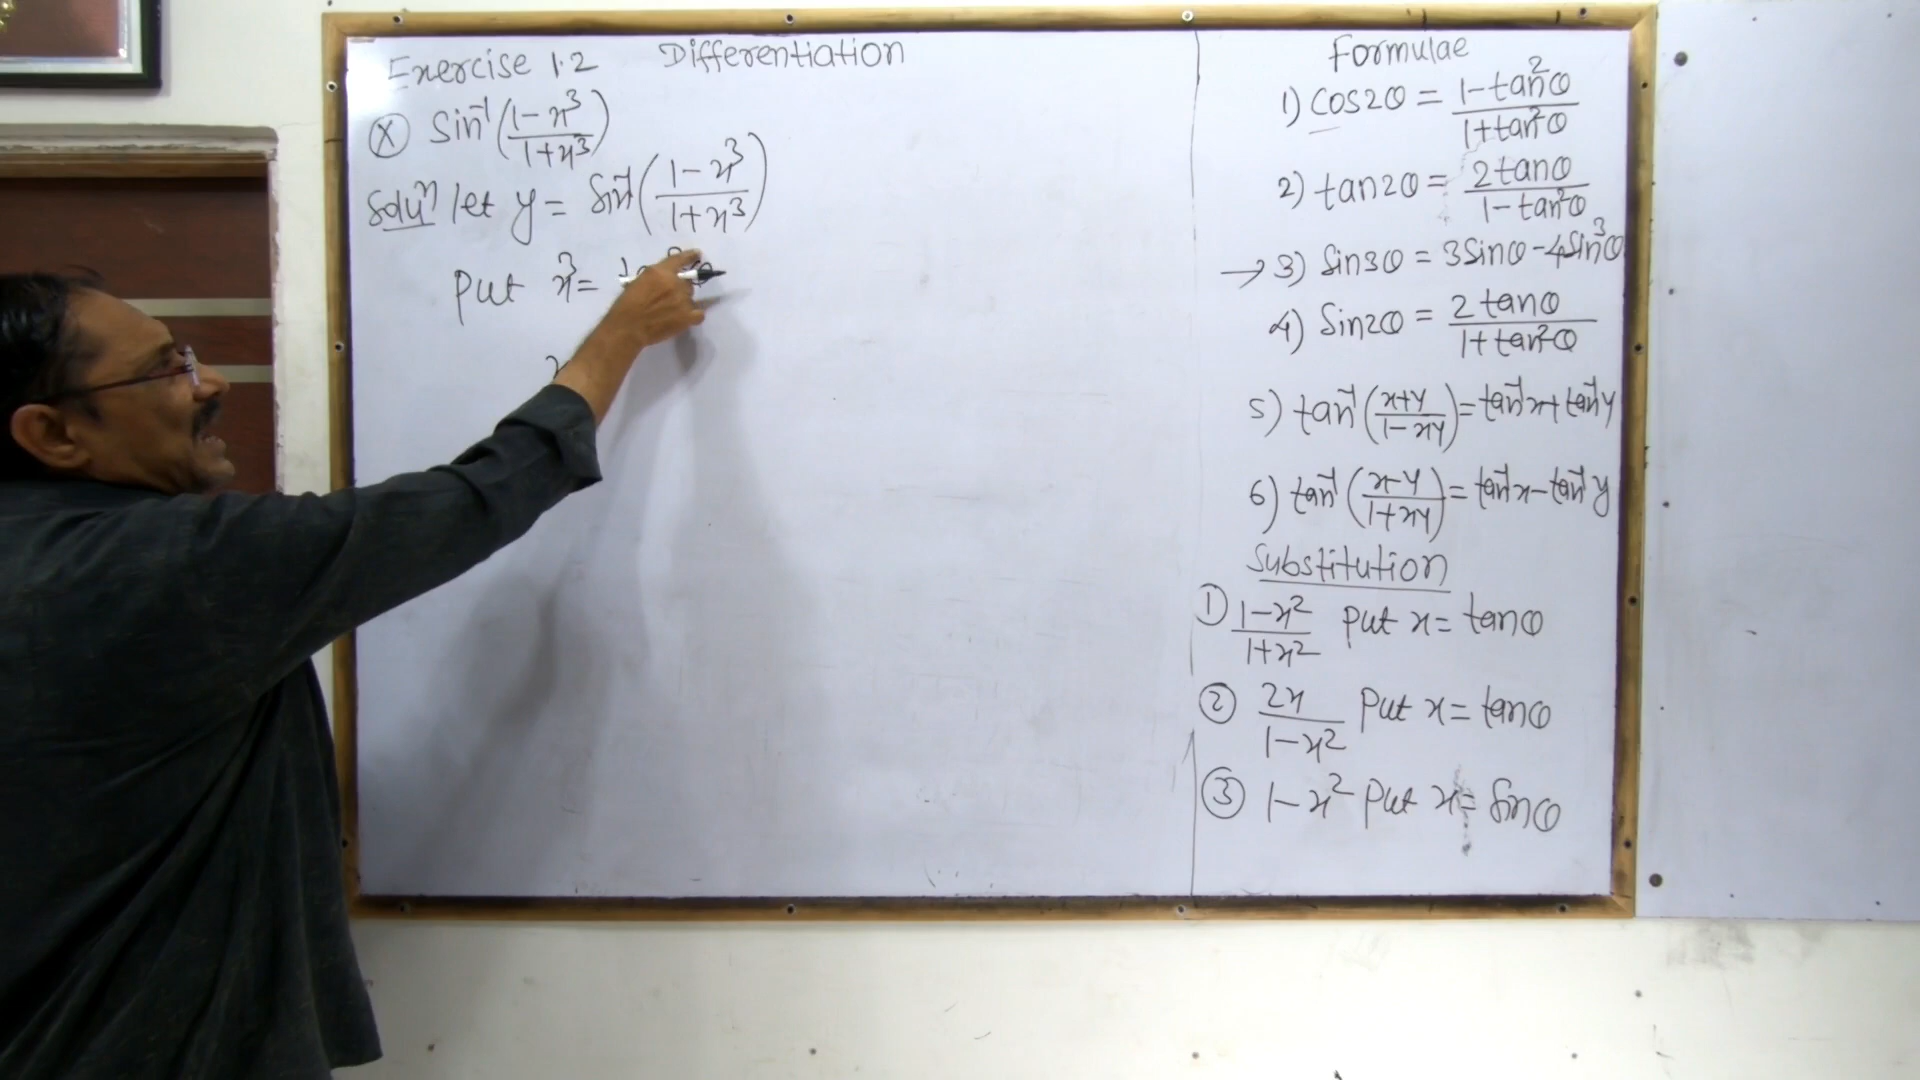 Exercise 1.2 Differentiation
Ⓧ Sin⁻¹ (1-x³ / 1+x³)
Soluⁿ let y = Sin⁻¹ (1-x³ / 1+x³)
Put x³ =
Formulae
1) Cos2θ = 1-tan²θ / 1+tan²θ
2) tan2θ = 2tanθ / 1-tan²θ
→ 3) Sin3θ = 3Sinθ-4Sin³θ
4) Sin2θ = 2tanθ / 1+tan²θ
5) tan⁻¹ (x+y / 1-xy) = tan⁻¹x+tan⁻¹y
6) tan⁻¹ (x-y / 1+xy) = tan⁻¹x-tan⁻¹y
Substitution
① 1-x² / 1+x² Put x = tanθ
② 2x / 1-x² Put x = tanθ
③ 1-x² Put x = Sinθ